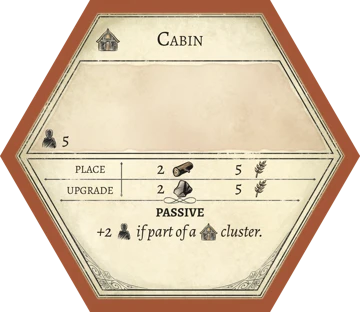 CABIN
5
PLACE 2 5
UPGRADE 2 5
PASSIVE
+2 if part of a cluster.